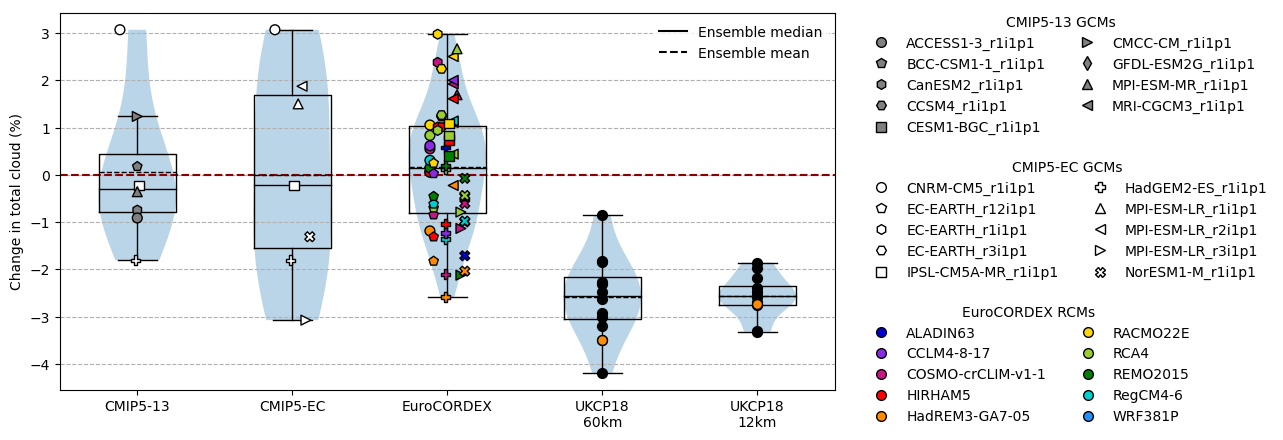 Change in total cloud (%)
3
2
1
0
−1
−2
−3
−4
Ensemble median
Ensemble mean
CMIP5-13
CMIP5-EC
EuroCORDEX
UKCP18
60km
UKCP18
12km
CMIP5-13 GCMs
ACCESS1-3_r1i1p1
BCC-CSM1-1_r1i1p1
CanESM2_r1i1p1
CCSM4_r1i1p1
CESM1-BGC_r1i1p1
CMCC-CM_r1i1p1
GFDL-ESM2G_r1i1p1
MPI-ESM-MR_r1i1p1
MRI-CGCM3_r1i1p1
CMIP5-EC GCMs
CNRM-CM5_r1i1p1
EC-EARTH_r12i1p1
EC-EARTH_r1i1p1
EC-EARTH_r3i1p1
IPSL-CM5A-MR_r1i1p1
HadGEM2-ES_r1i1p1
MPI-ESM-LR_r1i1p1
MPI-ESM-LR_r2i1p1
MPI-ESM-LR_r3i1p1
NorESM1-M_r1i1p1
EuroCORDEX RCMs
ALADIN63
CCLM4-8-17
COSMO-crCLIM-v1-1
HIRHAM5
HadREM3-GA7-05
RACMO22E
RCA4
REMO2015
RegCM4-6
WRF381P